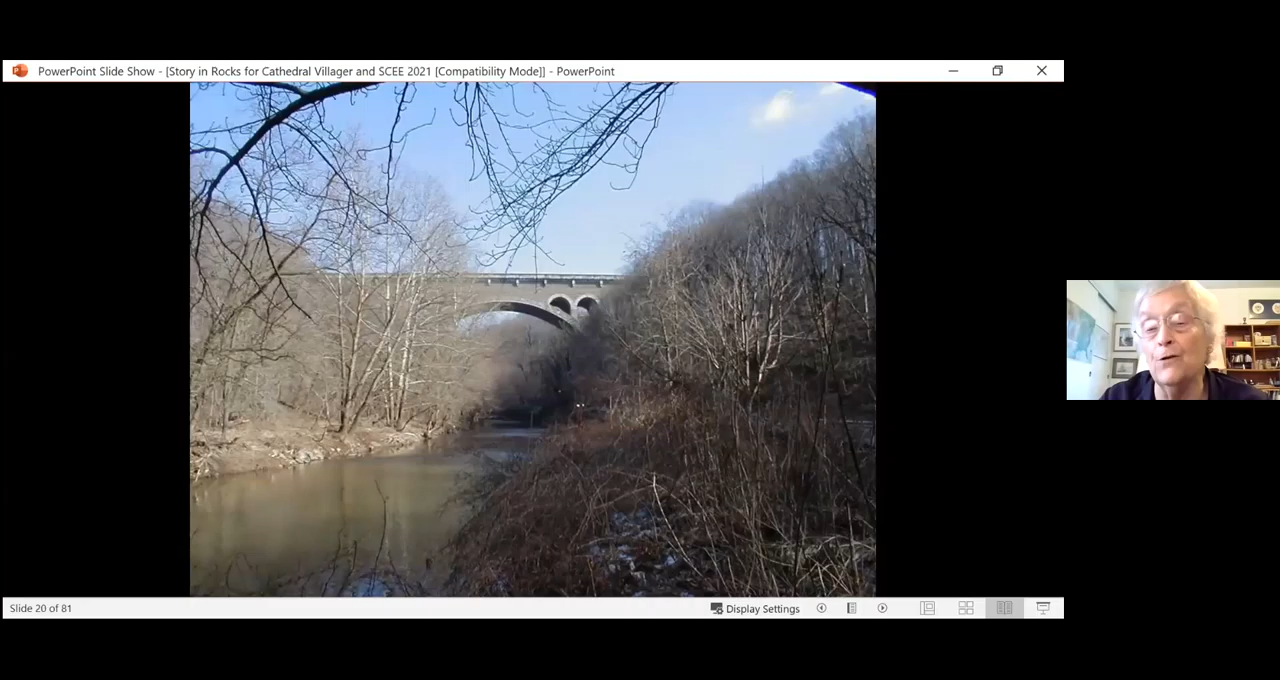 PowerPoint Slide Show - [Story in Rocks for Cathedral Villager and SCEE 2021 [Compatibility Mode]] - PowerPoint
Slide 20 of 81
Display Settings